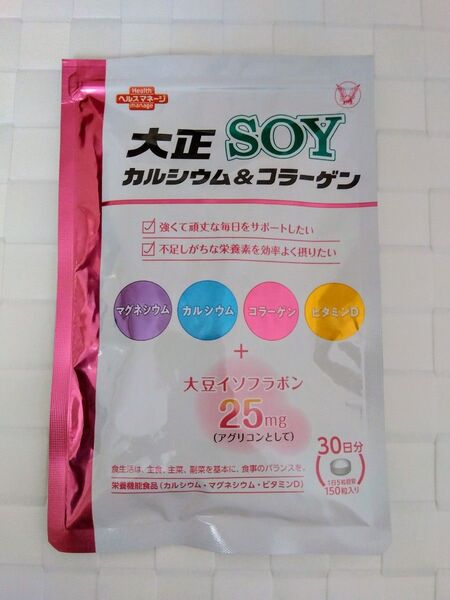 Health
ヘルスマネージ
manage
大正 SOY
カルシウム&コラーゲン
強くて頑丈な毎日をサポートしたい
不足しがちな栄養素を効率よく摂りたい
マグネシウム カルシウム コラーゲン ビタミンD
+
大豆イソフラボン
25mg
(アグリコンとして)
30日分
1日5粒目安
150粒入り
食生活は、主食、主菜、副菜を基本に、食事のバランスを。
栄養機能食品(カルシウム・マグネシウム・ビタミンD)